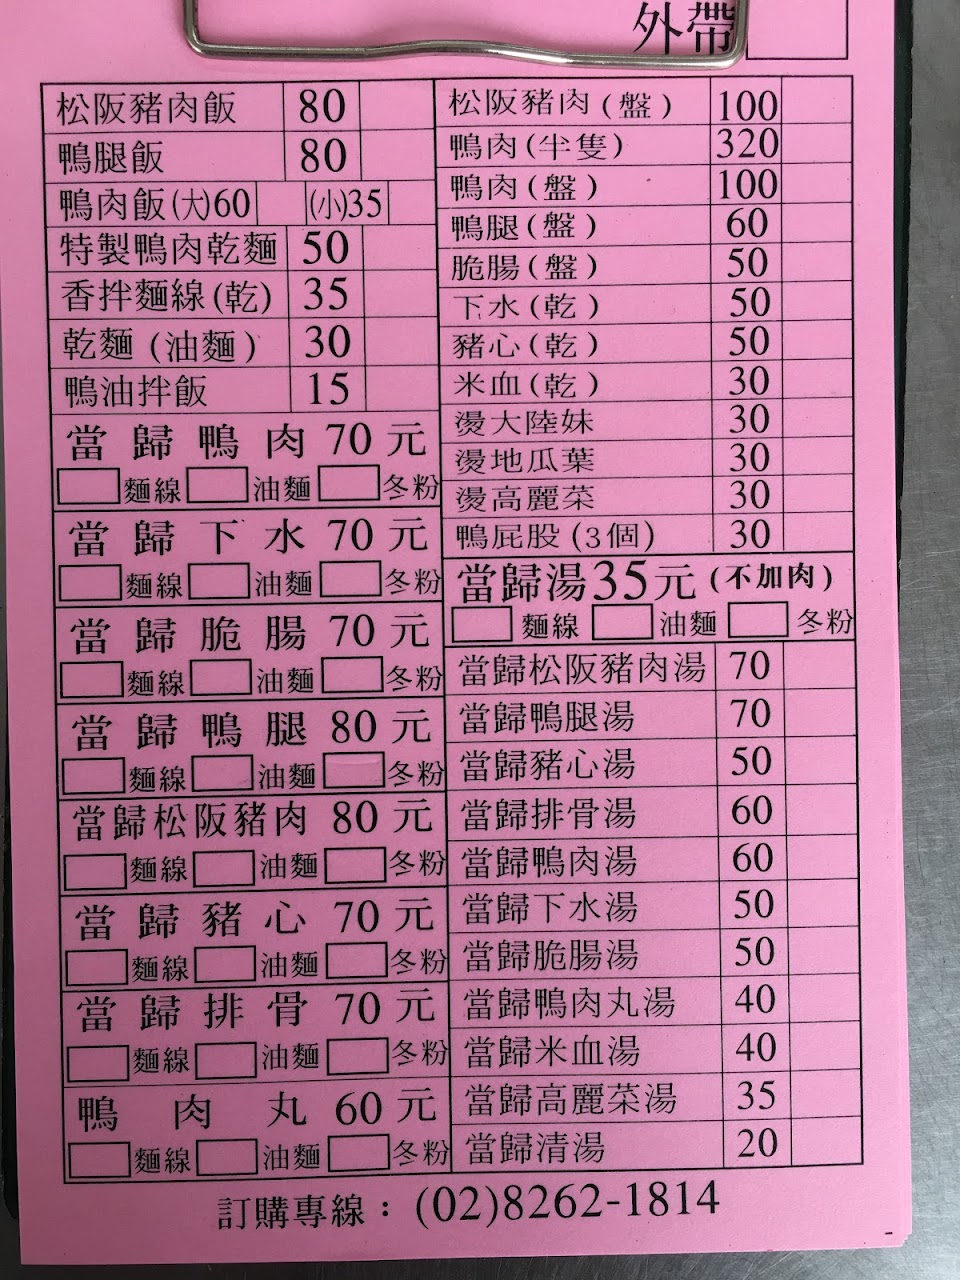 外帶
松阪豬肉飯 80
鴨腿飯 80
鴨肉飯(大)60 (小)35
特製鴨肉乾麵 50
香拌麵線(乾) 35
乾麵(油麵) 30
鴨油拌飯 15
當歸鴨肉 70元
麵線 油麵 冬粉
當歸下水 70元
麵線 油麵 冬粉
當歸脆腸 70元
麵線 油麵 冬粉
當歸鴨腿 80元
麵線 油麵 冬粉
當歸松阪豬肉 80元
麵線 油麵 冬粉
當歸豬心 70元
麵線 油麵 冬粉
當歸排骨 70元
麵線 油麵 冬粉
鴨肉丸 60元
麵線 油麵 冬粉
松阪豬肉(盤) 100
鴨肉(半隻) 320
鴨肉(盤) 100
鴨腿(盤) 60
脆腸(盤) 50
下水(乾) 50
豬心(乾) 50
米血(乾) 30
燙大陸妹 30
燙地瓜葉 30
燙高麗菜 30
鴨屁股(3個) 30
當歸湯35元(不加肉)
麵線 油麵 冬粉
當歸松阪豬肉湯 70
當歸鴨腿湯 70
當歸豬心湯 50
當歸排骨湯 60
當歸鴨肉湯 60
當歸下水湯 50
當歸脆腸湯 50
當歸鴨肉丸湯 40
當歸米血湯 40
當歸高麗菜湯 35
當歸清湯 20
訂購專線：(02)8262-1814